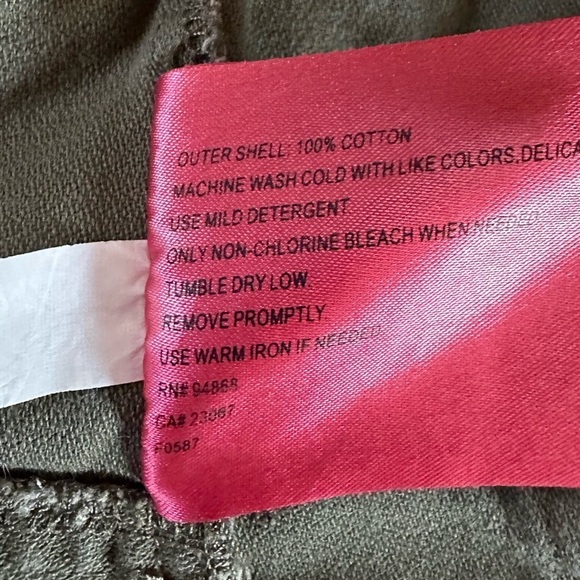 OUTER SHELL: 100% COTTON
MACHINE WASH COLD WITH LIKE COLORS,DELICA
USE MILD DETERGENT
ONLY NON-CHLORINE BLEACH WHEN NEEDED
TUMBLE DRY LOW.
REMOVE PROMPTLY
USE WARM IRON IF NEEDED
RN# 94868
CA# 23067
F0587